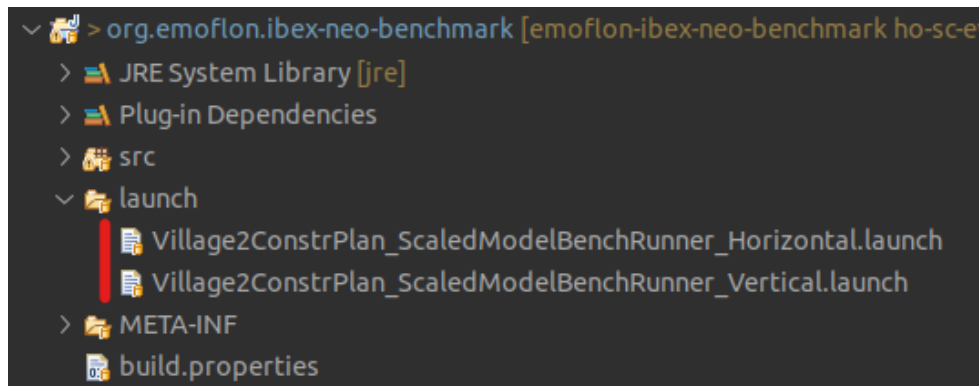 > org.emoflon.ibex-neo-benchmark [emoflon-ibex-neo-benchmark ho-sc-e
JRE System Library [jre]
Plug-in Dependencies
src
launch
Village2ConstrPlan_ScaledModelBenchRunner_Horizontal.launch
Village2ConstrPlan_ScaledModelBenchRunner_Vertical.launch
META-INF
build.properties